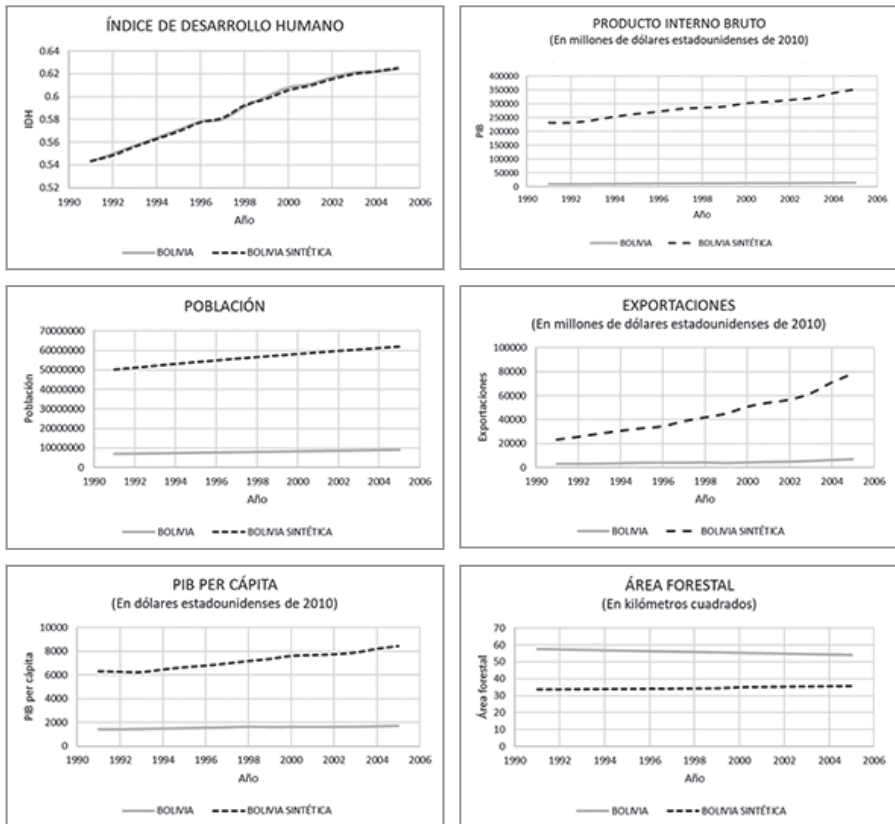 ÍNDICE DE DESARROLLO HUMANO
0.64
0.62
0.6
0.58
0.56
0.54
0.52
IDH
1990 1992 1994 1996 1998 2000 2002 2004 2006
Año
BOLIVIA BOLIVIA SINTÉTICA
PRODUCTO INTERNO BRUTO
(En millones de dólares estadounidenses de 2010)
400000
350000
300000
250000
200000
150000
100000
50000
0
PIB
1990 1992 1994 1996 1998 2000 2002 2004 2006
Año
BOLIVIA BOLIVIA SINTÉTICA
POBLACIÓN
70000000
60000000
50000000
40000000
30000000
20000000
10000000
0
Población
1990 1992 1994 1996 1998 2000 2002 2004 2006
Año
BOLIVIA BOLIVIA SINTÉTICA
EXPORTACIONES
(En millones de dólares estadounidenses de 2010)
100000
80000
60000
40000
20000
0
Exportaciones
1990 1992 1994 1996 1998 2000 2002 2004 2006
Año
BOLIVIA BOLIVIA SINTÉTICA
PIB PER CÁPITA
(En dólares estadounidenses de 2010)
10000
8000
6000
4000
2000
0
PIB per cápita
1990 1992 1994 1996 1998 2000 2002 2004 2006
Año
BOLIVIA BOLIVIA SINTÉTICA
ÁREA FORESTAL
(En kilómetros cuadrados)
70
60
50
40
30
20
10
0
Área forestal
1990 1992 1994 1996 1998 2000 2002 2004 2006
Año
BOLIVIA BOLIVIA SINTÉTICA